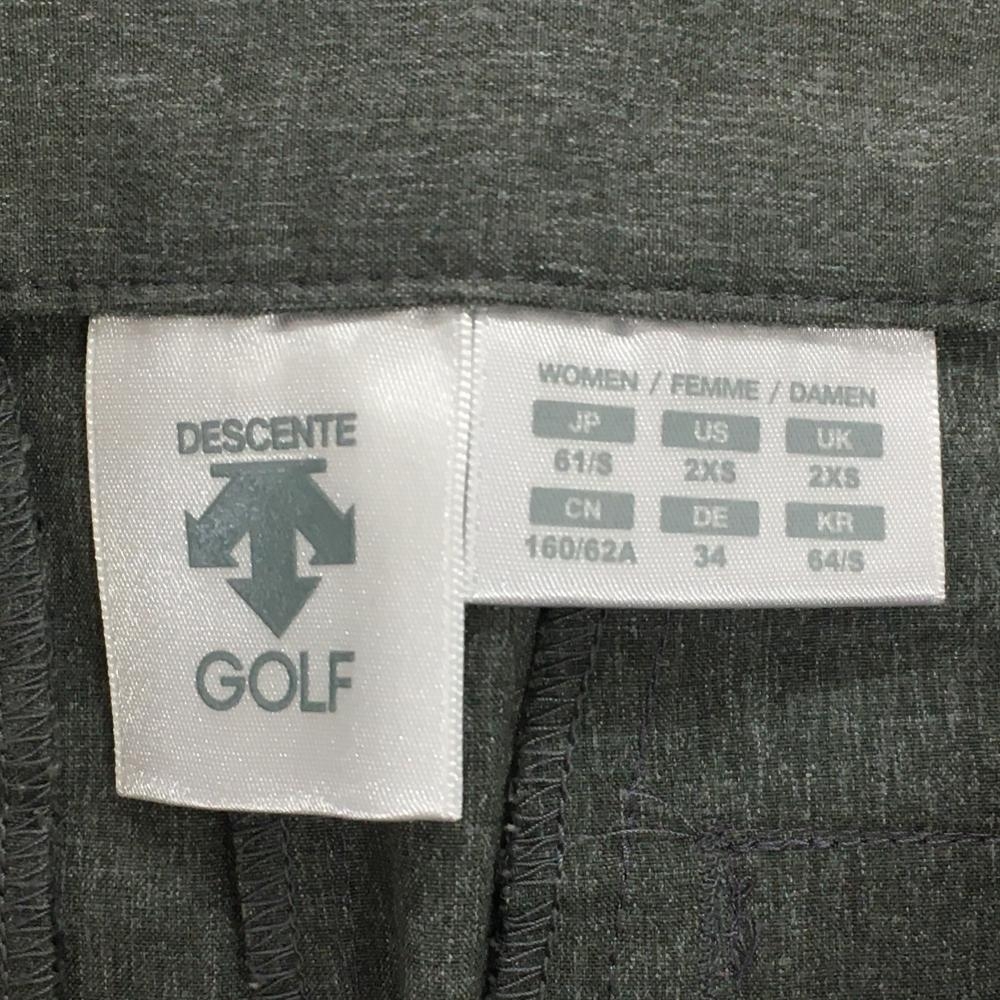 DESCENTE
GOLF
WOMEN / FEMME / DAMEN
JP US UK
61/S 2XS 2XS
CN DE KR
160/62A 34 64/S